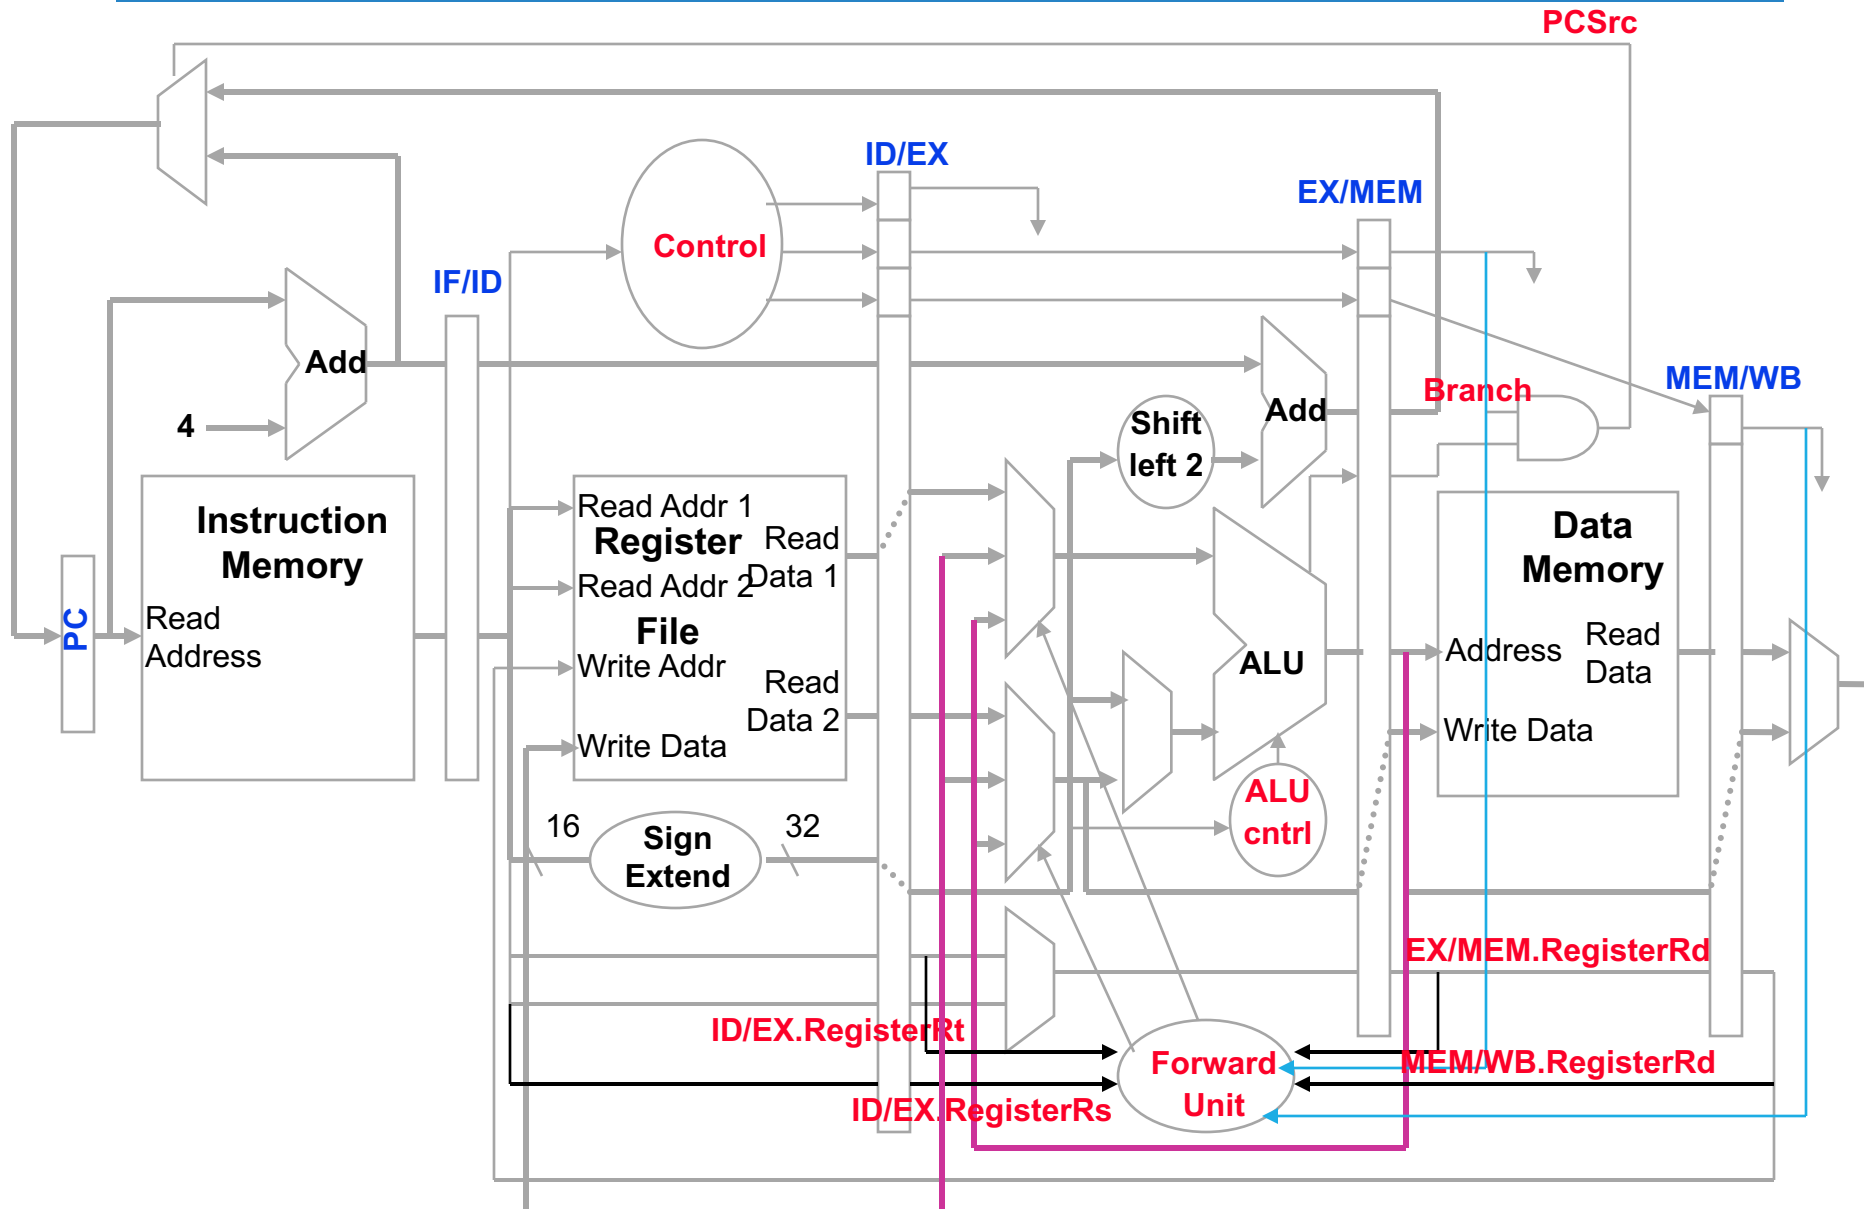 PCSrc
ID/EX
EX/MEM
Control
IF/ID
Add
MEM/WB
Branch
Add
4
Shift
left 2
Instruction
Memory
Read Addr 1
Register
Read
Data 1
Data
Memory
Read Addr 2
PC
Read
Address
File
Write Addr
Read
Data 2
ALU
Address
Read
Data
Write Data
Write Data
ALU
cntrl
16
Sign
Extend
32
EX/MEM.RegisterRd
ID/EX.RegisterRt
Forward
Unit
MEM/WB.RegisterRd
ID/EX.RegisterRs